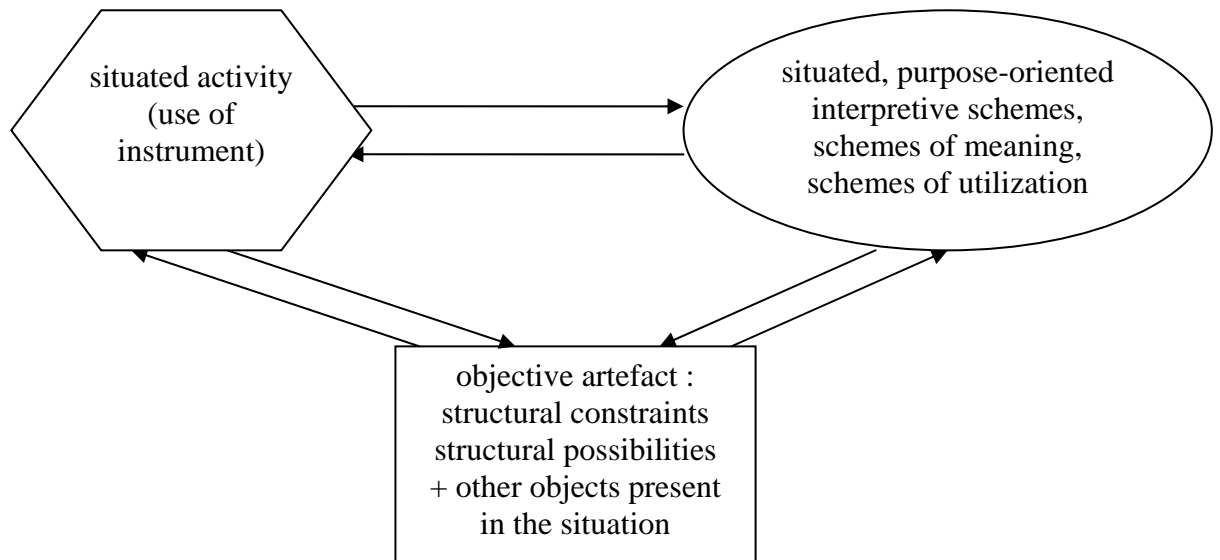 situated activity
(use of
instrument)
situated, purpose-oriented
interpretive schemes,
schemes of meaning,
schemes of utilization
objective artefact :
structural constraints
structural possibilities
+ other objects present
in the situation